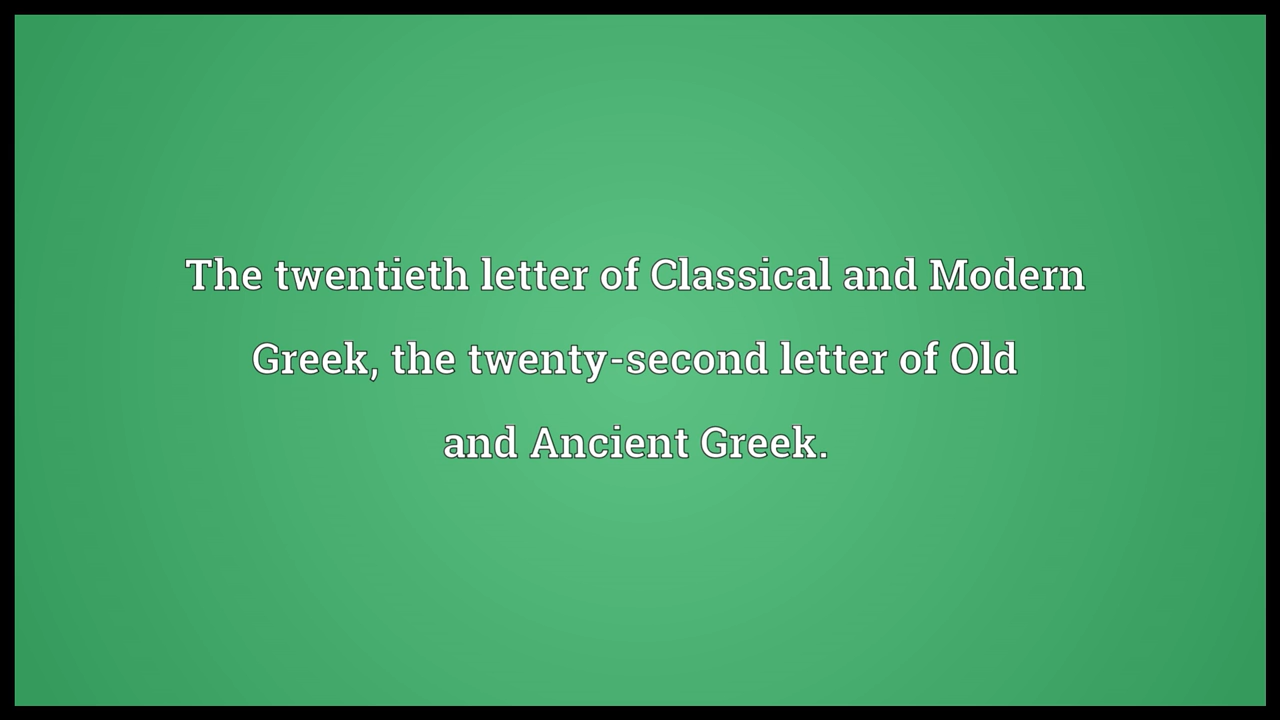 The twentieth letter of Classical and Modern
Greek, the twenty-second letter of Old
and Ancient Greek.